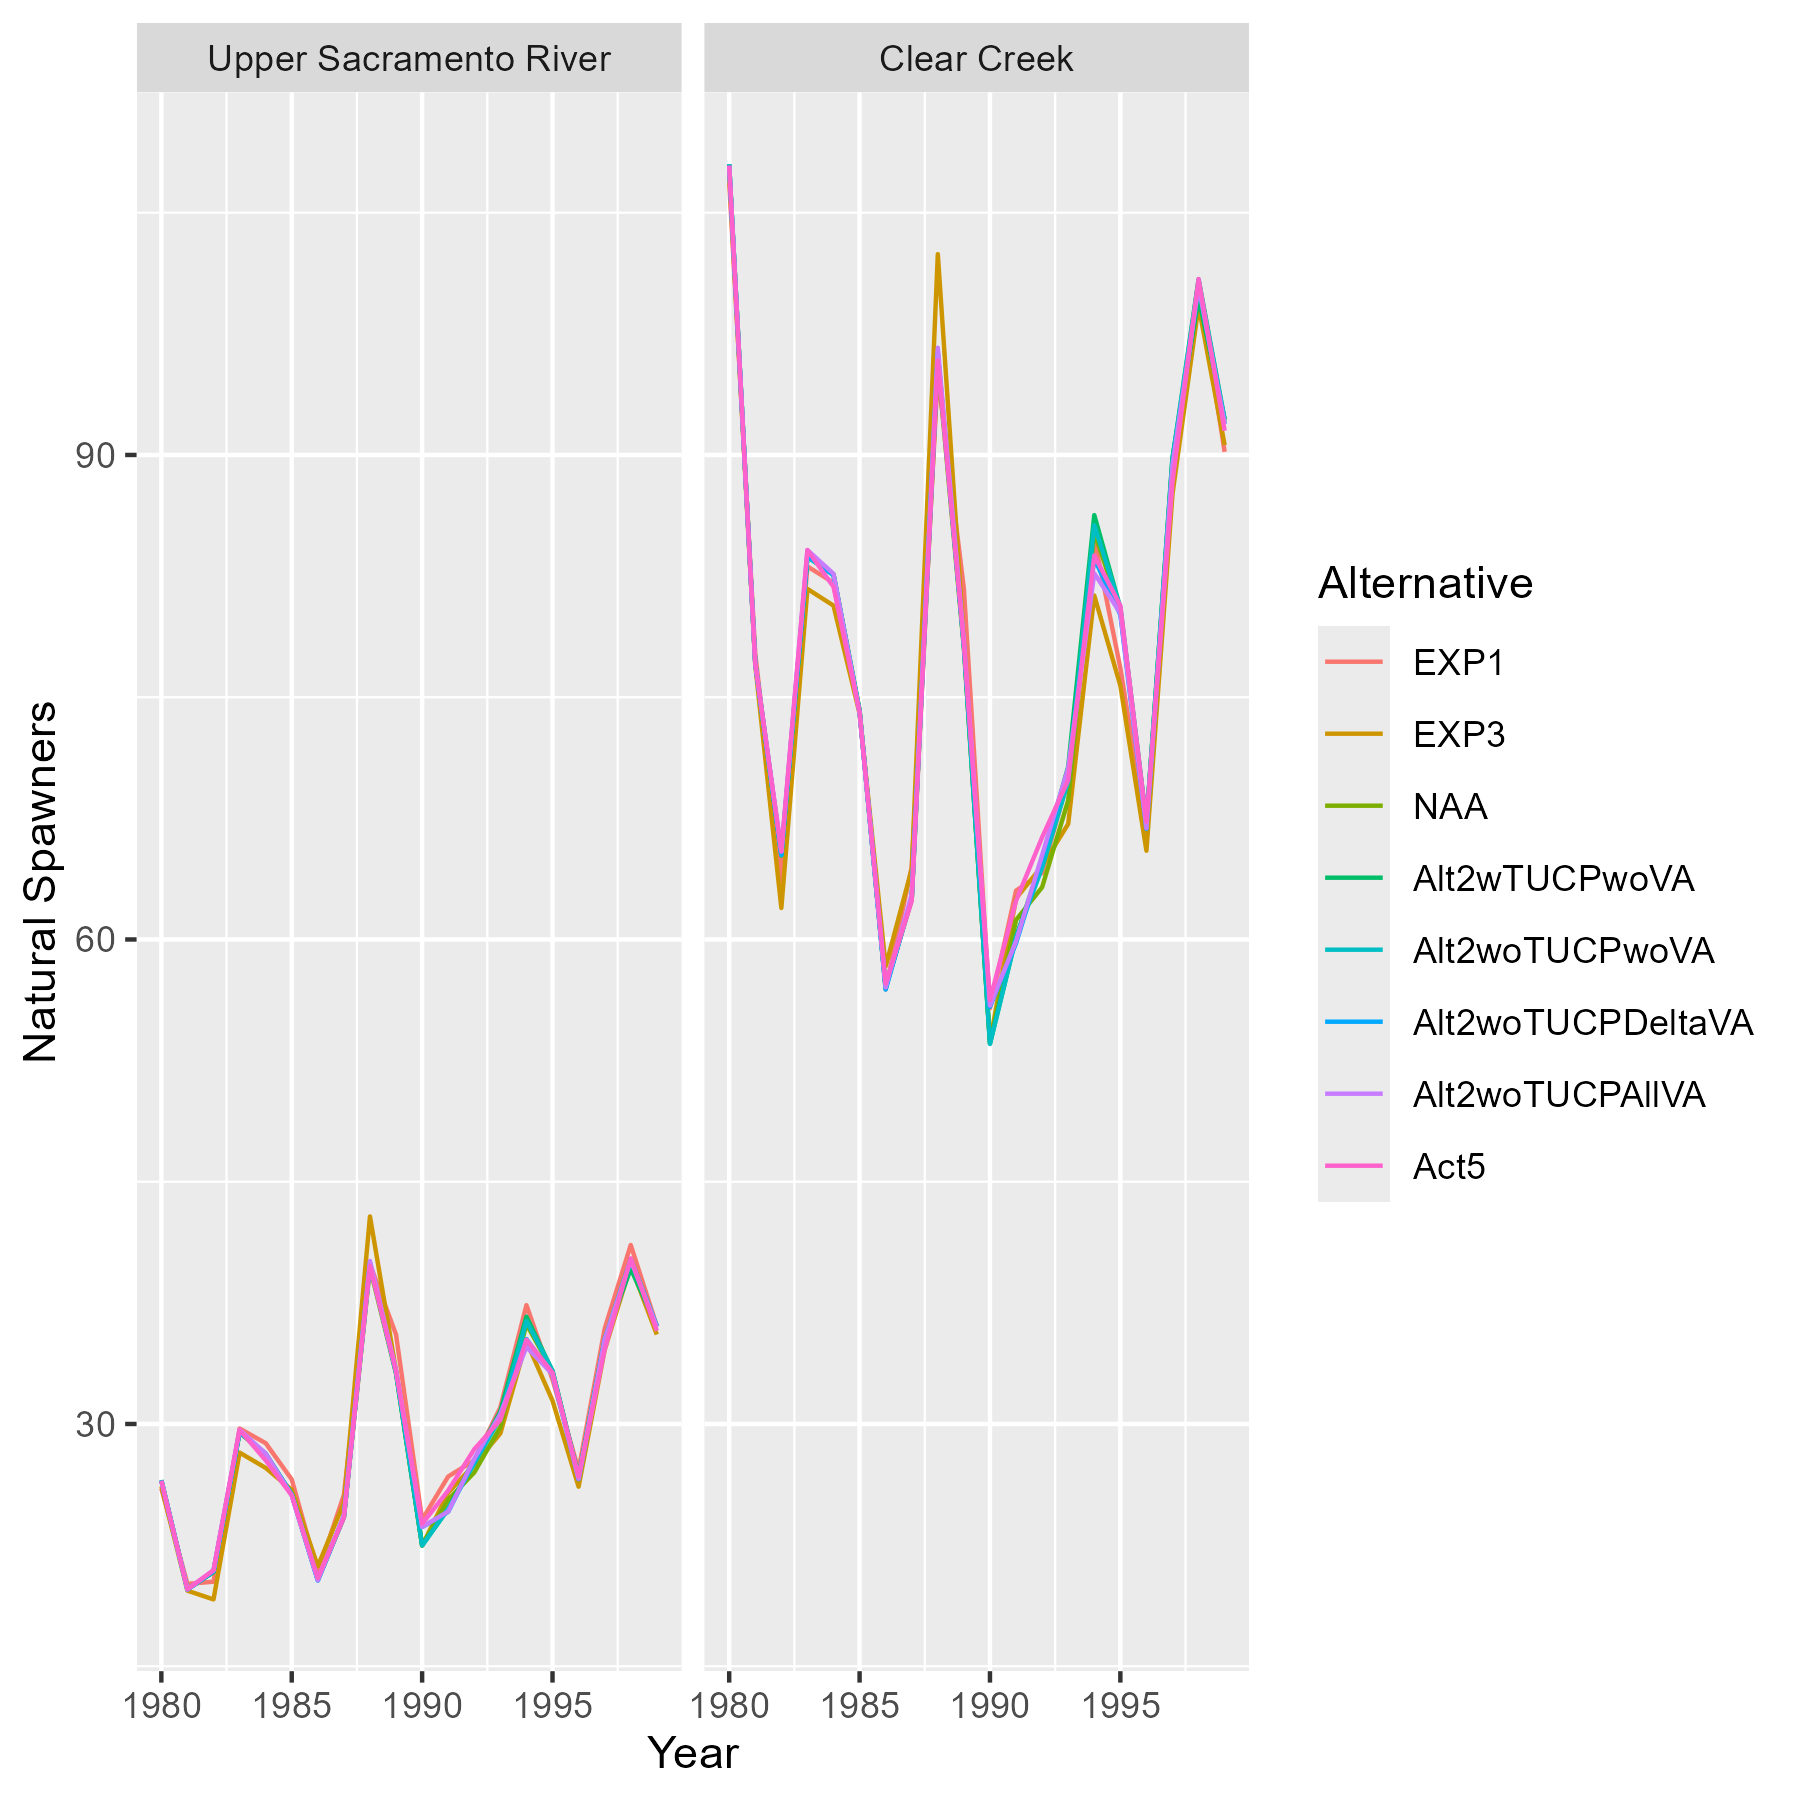 Upper Sacramento River
Clear Creek
90
60
30
Natural Spawners
1980 1985 1990 1995
1980 1985 1990 1995
Year
Alternative
EXP1
EXP3
NAA
Alt2wTUCPwoVA
Alt2woTUCPwoVA
Alt2woTUCPDeltaVA
Alt2woTUCPAllVA
Act5